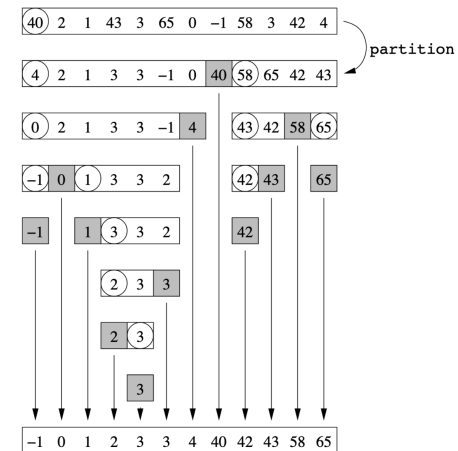 40 2 1 43 3 65 0 −1 58 3 42 4
partition
4 2 1 3 3 −1 0 40 58 65 42 43
0 2 1 3 3 −1 4 43 42 58 65
−1 0 1 3 3 2 42 43 65
−1 1 3 3 2 42
2 3 3
2 3
3
−1 0 1 2 3 3 4 40 42 43 58 65